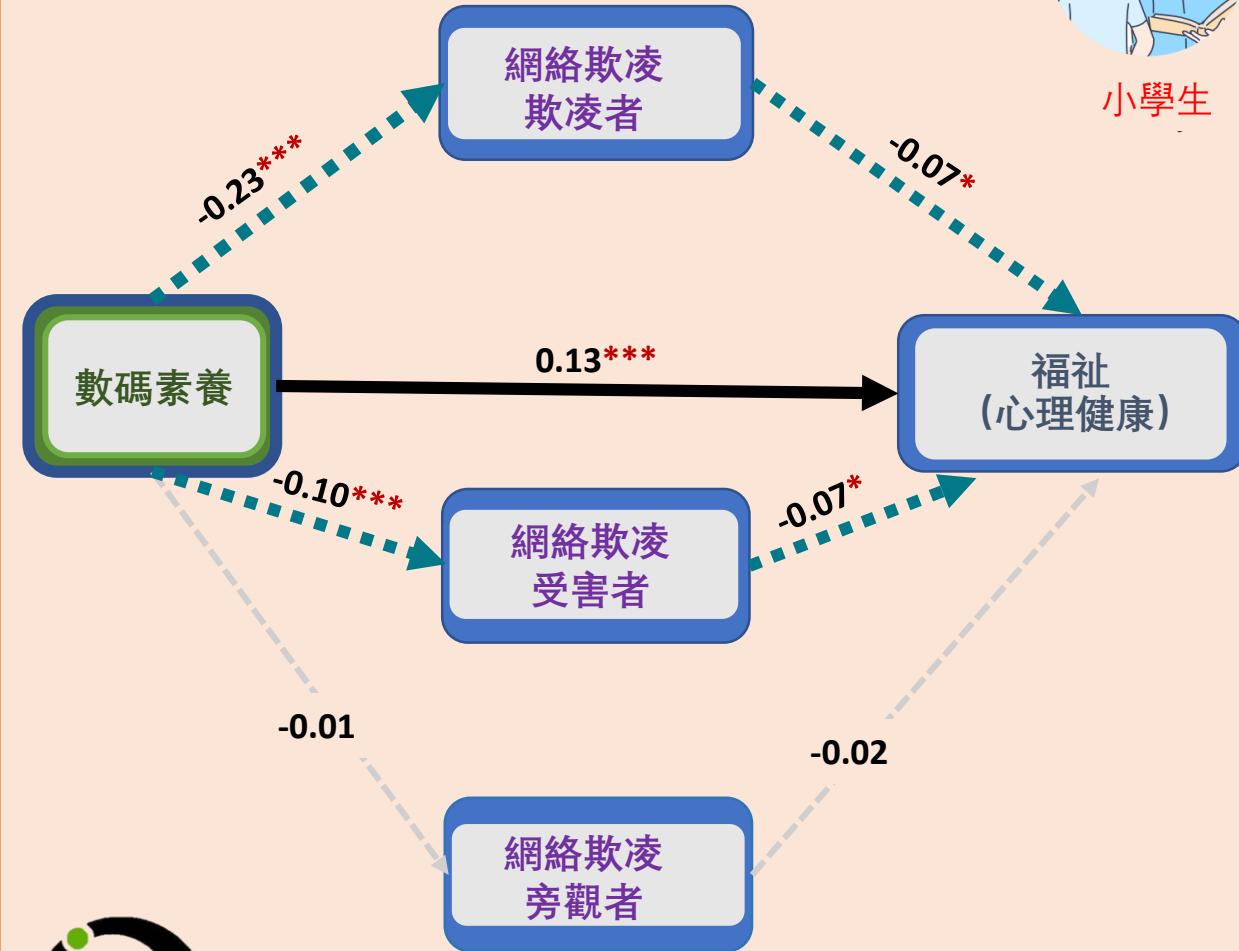 網絡欺凌
欺凌者
小學生
-0.23***
-0.07*
數碼素養
0.13***
福祉
(心理健康)
-0.10***
-0.07*
網絡欺凌
受害者
-0.01
-0.02
網絡欺凌
旁觀者